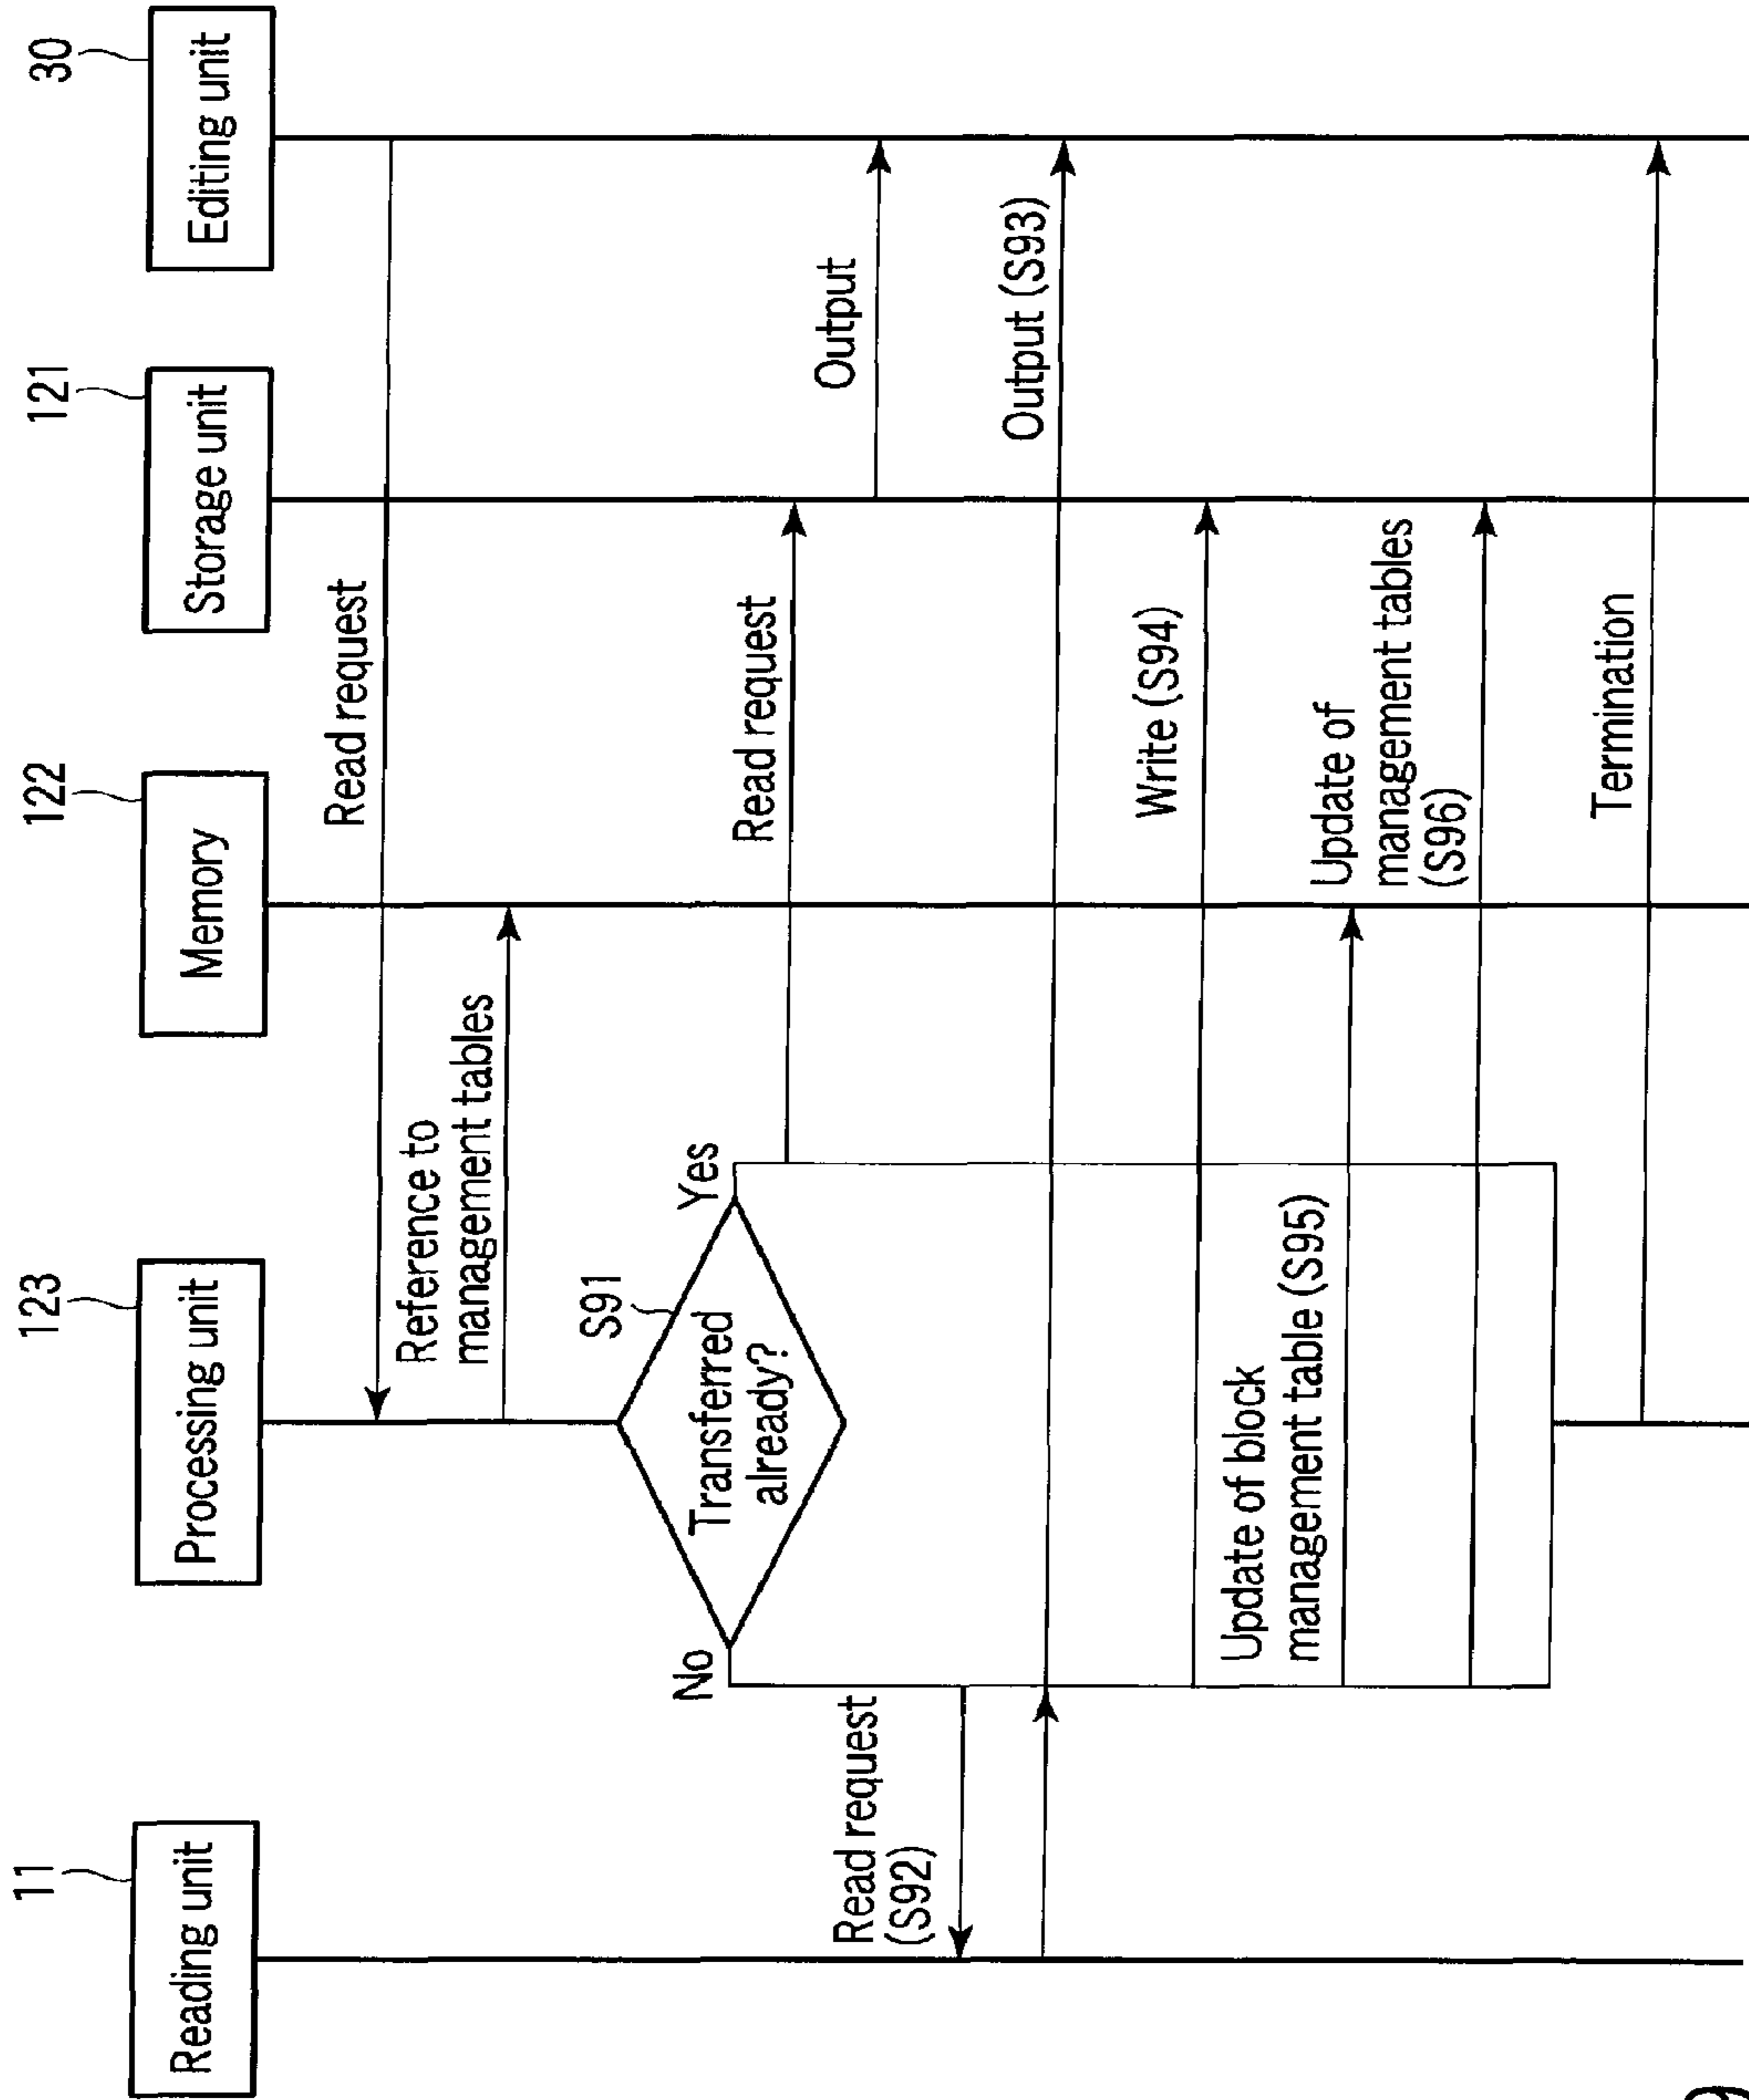 11
Reading unit
123
Processing unit
122
Memory
121
Storage unit
30
Editing unit
Read request
Reference to
management tables
S91
Transferred
already?
No
Yes
Read request
Output
Read request
(S92)
Output (S93)
Write (S94)
Update of block
management table (S95)
Update of
management tables
(S96)
Termination
9